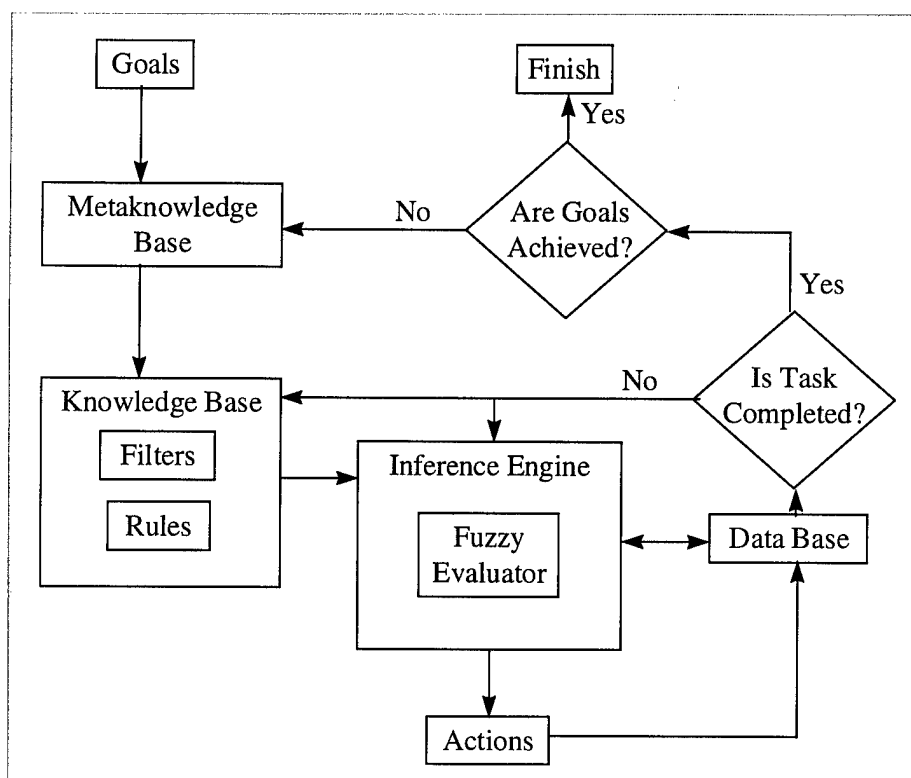 Goals
Finish
Yes
Metaknowledge
Base
No
Are Goals
Achieved?
Yes
Knowledge Base
Filters
Rules
No
Is Task
Completed?
Inference Engine
Fuzzy
Evaluator
Data Base
Actions